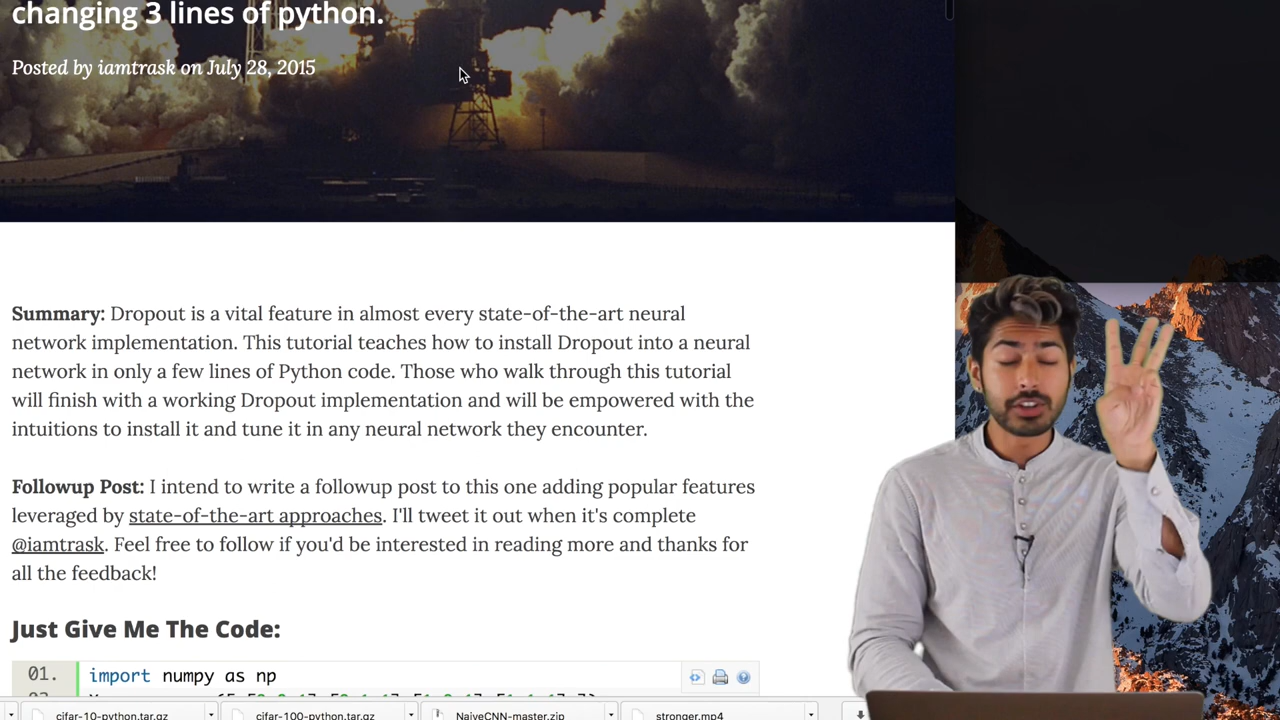 changing 3 lines of python.
Posted by iamtrask on July 28, 2015
Summary: Dropout is a vital feature in almost every state-of-the-art neural
network implementation. This tutorial teaches how to install Dropout into a neural
network in only a few lines of Python code. Those who walk through this tutorial
will finish with a working Dropout implementation and will be empowered with the
intuitions to install it and tune it in any neural network they encounter.
Followup Post: I intend to write a followup post to this one adding popular features
leveraged by state-of-the-art approaches. I'll tweet it out when it's complete
@iamtrask. Feel free to follow if you'd be interested in reading more and thanks for
all the feedback!
Just Give Me The Code:
01. import numpy as np
cifar-10-python.tar.gz cifar-100-python.tar.gz NaiveCNN-master.zip stronger.mp4